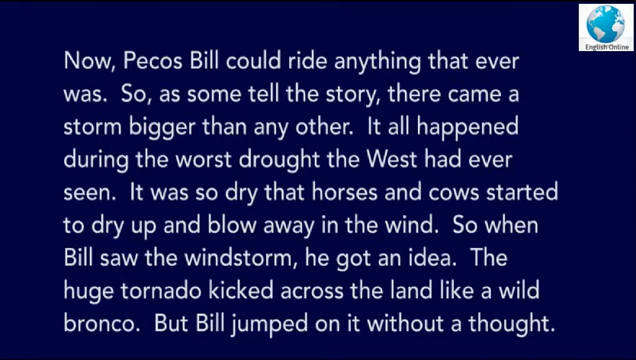 English Online
Now, Pecos Bill could ride anything that ever
was.  So, as some tell the story, there came a
storm bigger than any other.  It all happened
during the worst drought the West had ever
seen.  It was so dry that horses and cows started
to dry up and blow away in the wind.  So when
Bill saw the windstorm, he got an idea.  The
huge tornado kicked across the land like a wild
bronco.  But Bill jumped on it without a thought.